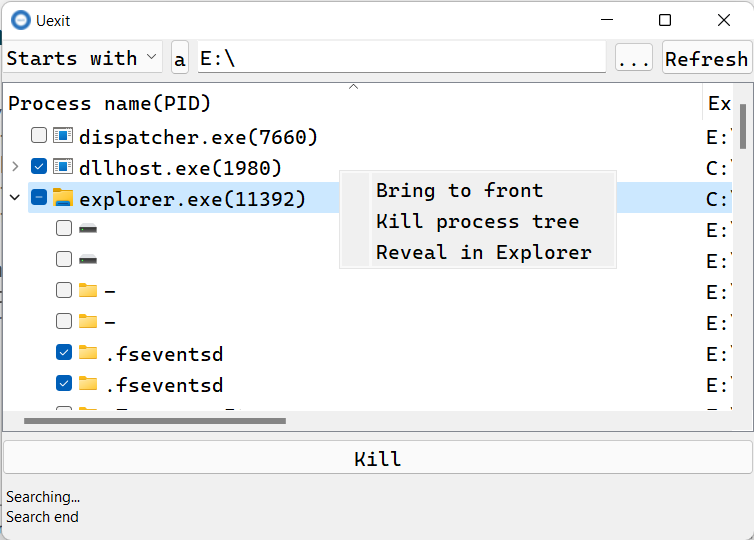 Uexit
Starts with a E:\ ... Refresh
Process name(PID) Ex
dispatcher.exe(7660) E:
dllhost.exe(1980) C:
explorer.exe(11392) C:\
Bring to front
Kill process tree
Reveal in Explorer
E:\
E:\
– E:\
– E:\
.fseventsd E:\
.fseventsd E:\
Kill
Searching...
Search end